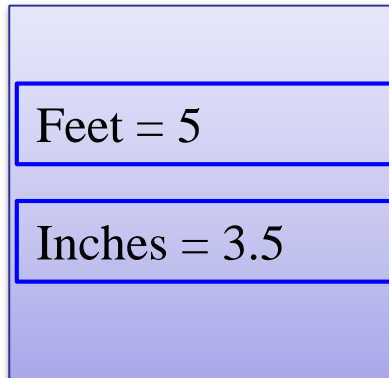 Feet = 5
Inches = 3.5